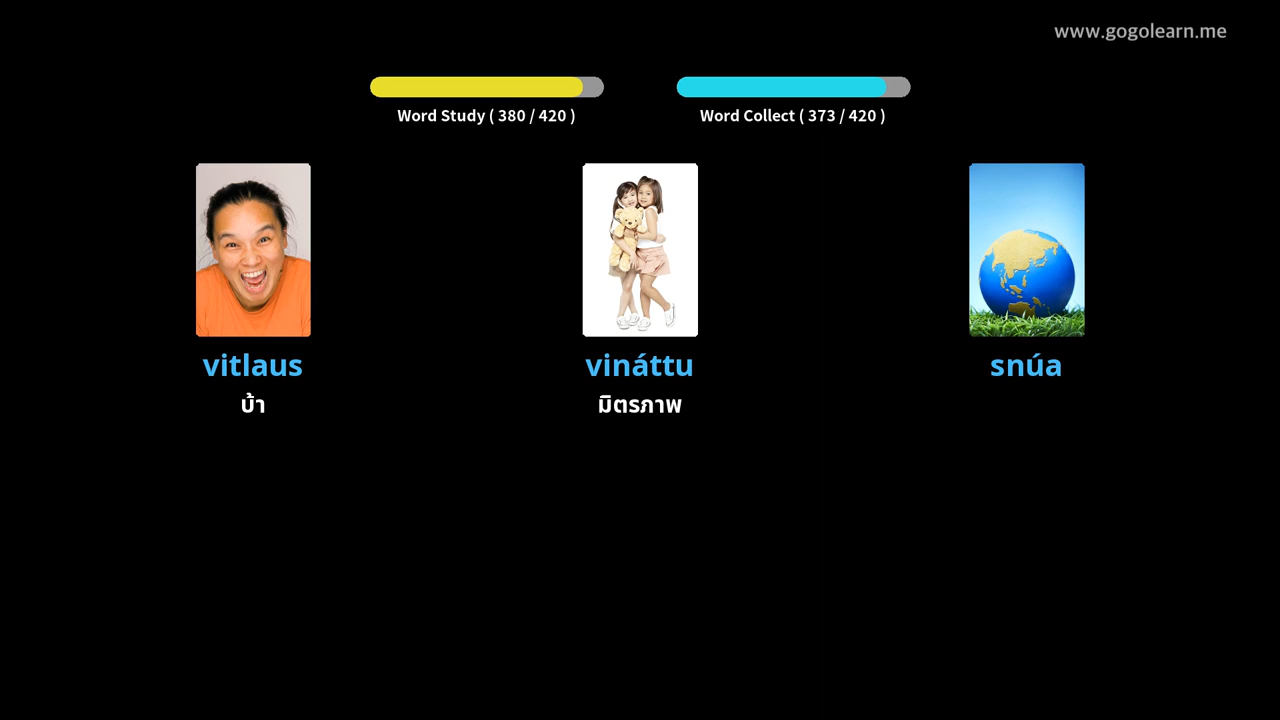 www.gogolearn.me
Word Study ( 380 / 420 )
Word Collect ( 373 / 420 )
vitlaus
vináttu
snúa
บ้า
มิตรภาพ